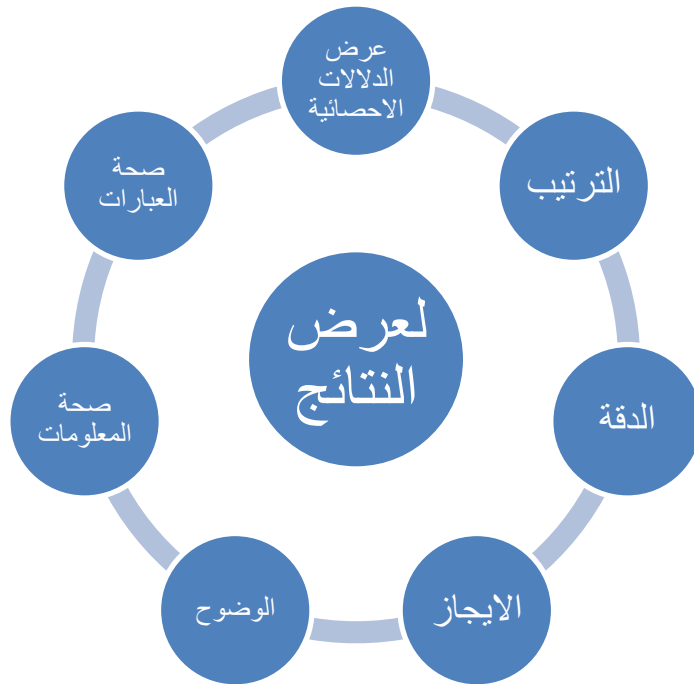 عرض
الدلالات
الاحصائية
الترتيب
الدقة
الايجاز
الوضوح
صحة
المعلومات
صحة
العبارات
لعرض
النتائج